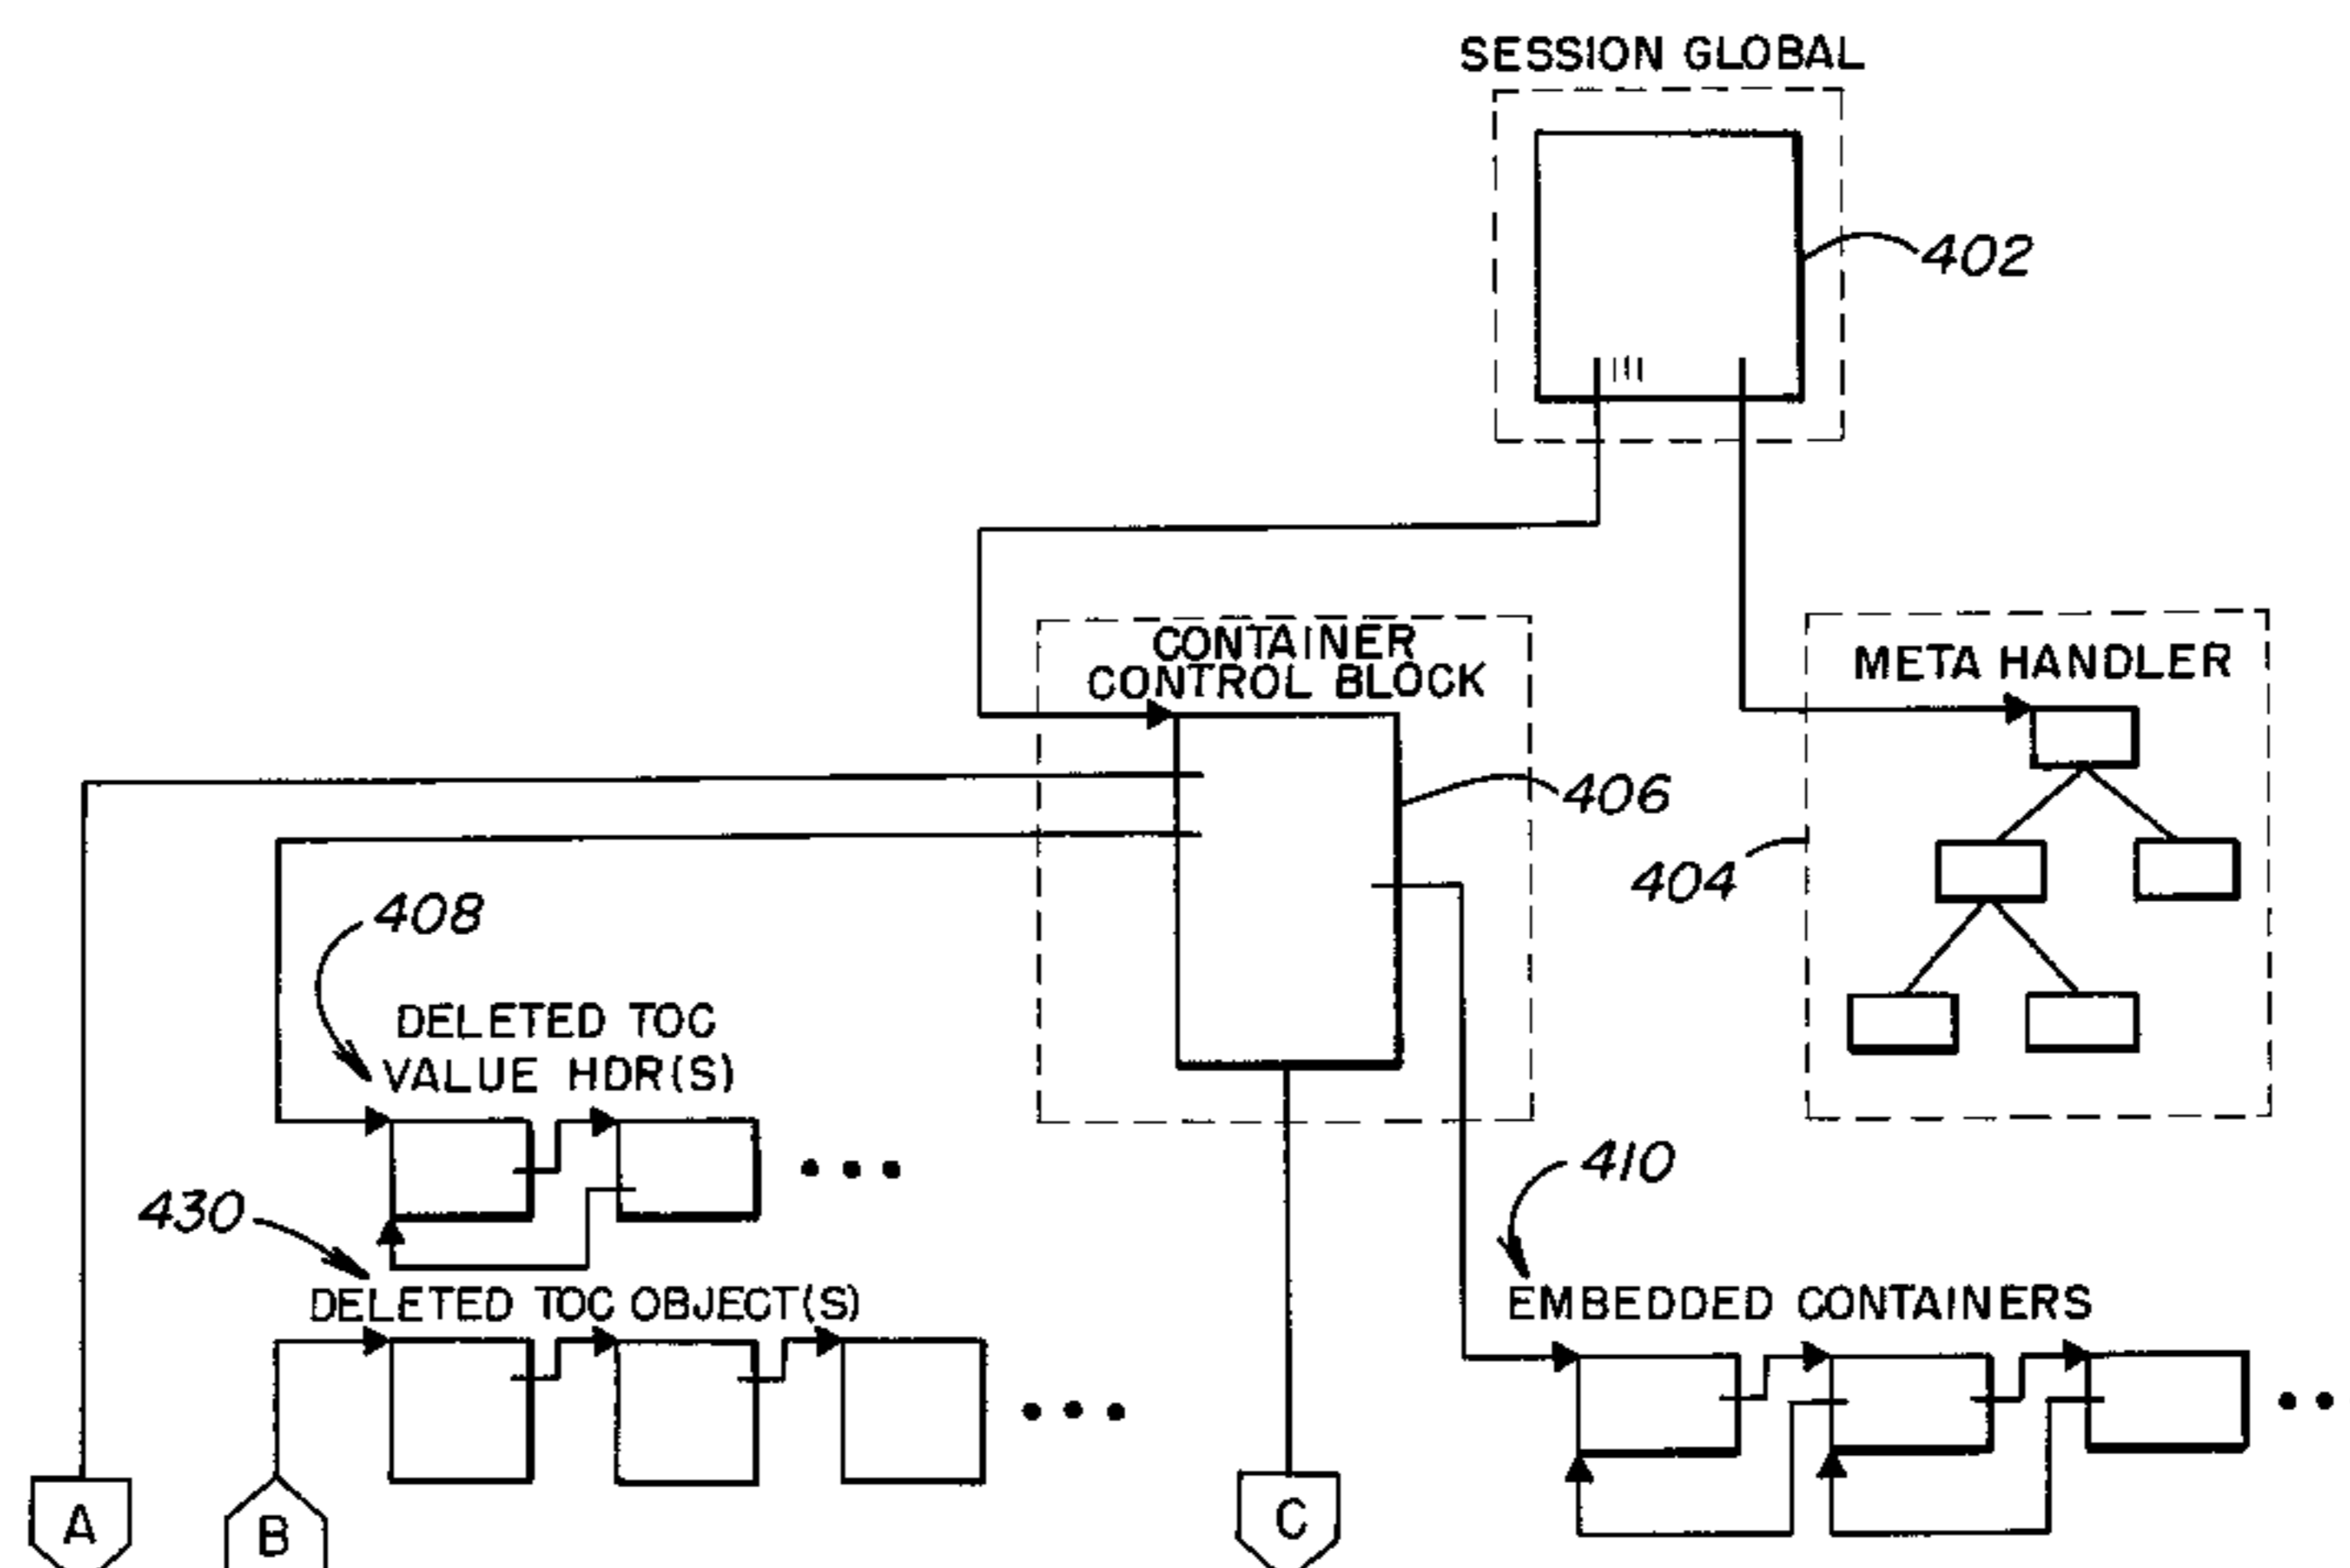 SESSION GLOBAL
402
CONTAINER
CONTROL BLOCK
META HANDLER
406
404
408
DELETED TOC
VALUE HDR(S)
410
430
DELETED TOC OBJECT(S)
EMBEDDED CONTAINERS
A
B
C